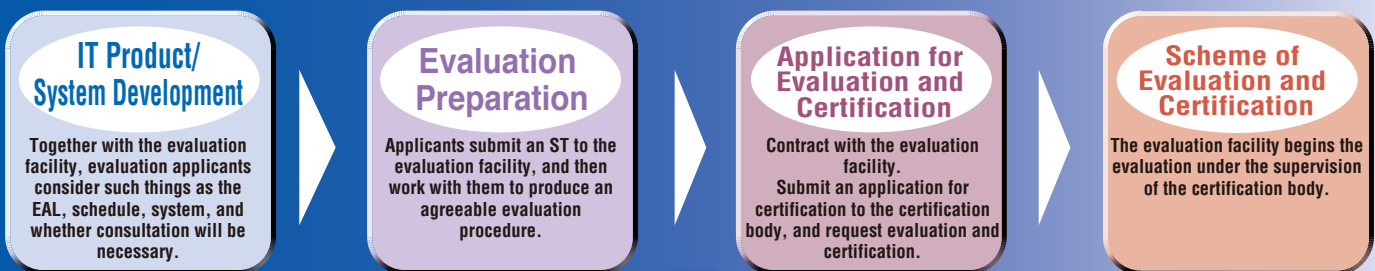 IT Product/
System Development
Together with the evaluation
facility, evaluation applicants
consider such things as the
EAL, schedule, system, and
whether consultation will be
necessary.
Evaluation
Preparation
Applicants submit an ST to the
evaluation facility, and then
work with them to produce an
agreeable evaluation
procedure.
Application for
Evaluation and
Certification
Contract with the evaluation
facility.
Submit an application for
certification to the certification
body, and request evaluation and
certification.
Scheme of
Evaluation and
Certification
The evaluation facility begins the
evaluation under the supervision
of the certification body.